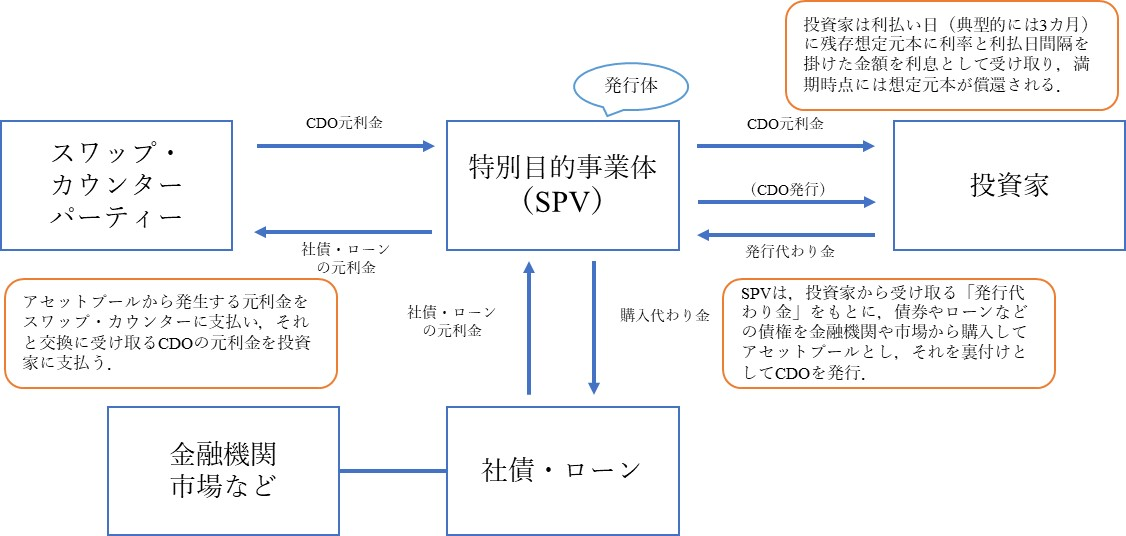 投資家は利払い日（典型的には3カ月）
に残存想定元本に利率と利払日間隔を
掛けた金額を利息として受け取り，満
期時点には想定元本が償還される．
発行体
CDO元利金
CDO元利金
スワップ・
カウンター
パーティー
特別目的事業体
（SPV）
投資家
（CDO発行）
社債・ローン
の元利金
発行代わり金
アセットプールから発生する元利金を
スワップ・カウンターに支払い，それ
と交換に受け取るCDOの元利金を投資
家に支払う．
社債・ローン
の元利金
購入代わり金
SPVは，投資家から受け取る「発行代
わり金」をもとに，債券やローンなど
の債権を金融機関や市場から購入して
アセットプールとし，それを裏付けと
してCDOを発行．
金融機関
市場など
社債・ローン